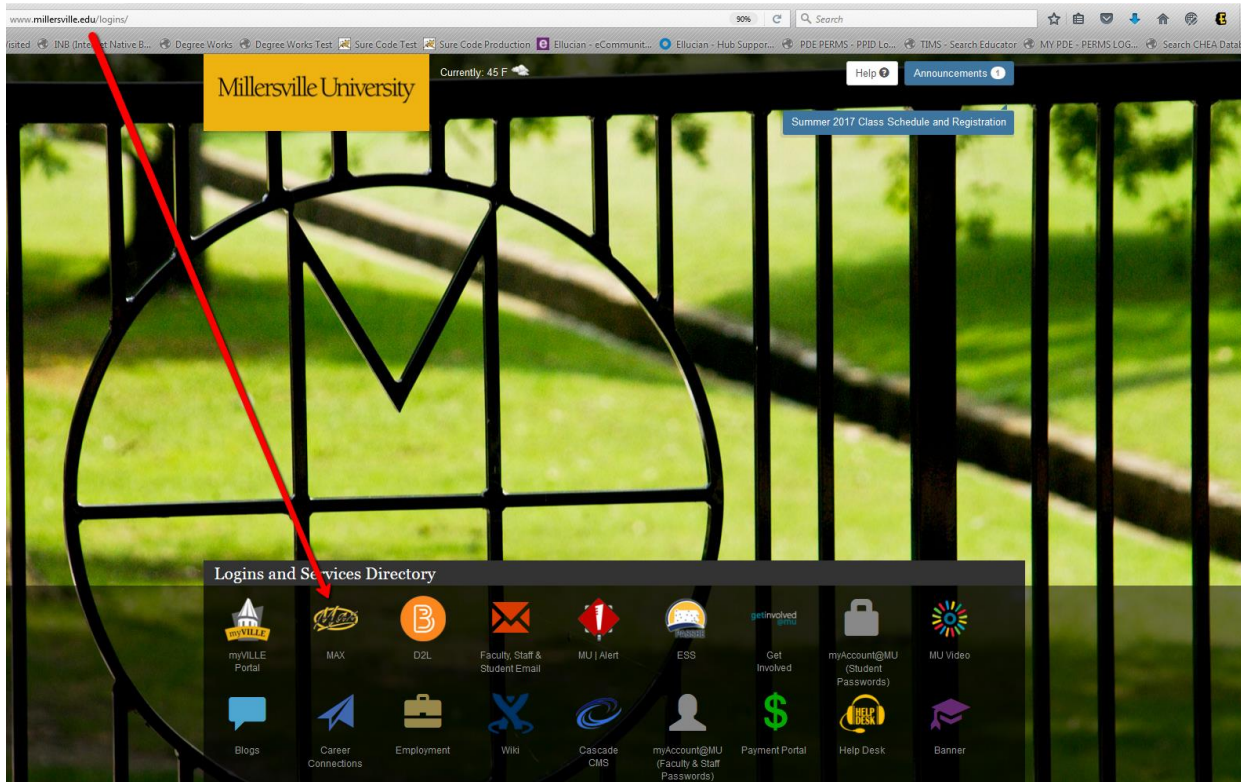 www.millersville.edu/logins/
90%
Search
isited INB (Internet Native B... Degree Works Degree Works Test Sure Code Test Sure Code Production Ellucian - eCommunit... Ellucian - Hub Suppor... PDE PERMS - PPID Lo... TIMS - Search Educator MY PDE - PERMS LOG... Search CHEA Datal
Millersville University
Currently: 45 F
Help ?
Announcements 1
Summer 2017 Class Schedule and Registration
Logins and Services Directory
myVILLE
Max
B
getinvolved
@mu
myVILLE
Portal
MAX
D2L
Faculty, Staff &
Student Email
MU | Alert
ESS
Get
Involved
myAccount@MU
(Student
Passwords)
MU Video
$
HELP
DESK
Blogs
Career
Connections
Employment
Wiki
Cascade
CMS
myAccount@MU
(Faculty & Staff
Passwords)
Payment Portal
Help Desk
Banner